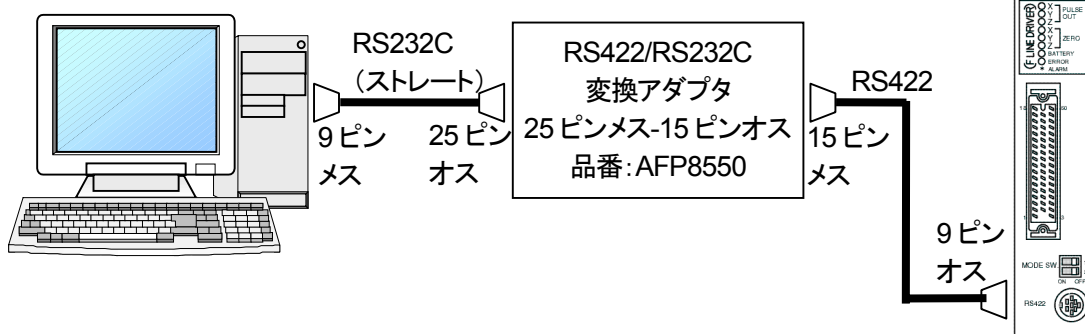 RS232C
（ストレート）
9ピン
メス
25ピン
オス
RS422/RS232C
変換アダプタ
25ピンメス-15ピンオス
品番：AFP8550
RS422
15ピン
メス
9ピン
オス
(F LINE DRIVER)
X
Y
Z
PULSE
OUT
X
Y
Z
ZERO
BATTERY
ERROR
* ALARM
MODE SW.
ON OFF
RS422